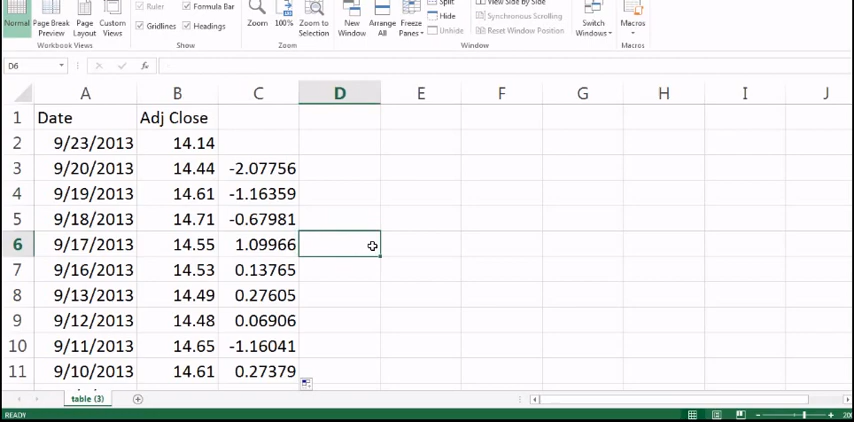 Normal Page Break Preview Page Layout Custom Views
Workbook Views
Ruler Formula Bar
Gridlines Headings
Show
Zoom 100% Zoom to Selection
Zoom
New Window Arrange All Freeze Panes
Split
Hide
Unhide
View Side by Side
Synchronous Scrolling
Reset Window Position
Switch Windows
Window
Macros
Macros
D6 fx
A B C D E F G H I J
1 Date Adj Close
2 9/23/2013 14.14
3 9/20/2013 14.44 -2.07756
4 9/19/2013 14.61 -1.16359
5 9/18/2013 14.71 -0.67981
6 9/17/2013 14.55 1.09966
7 9/16/2013 14.53 0.13765
8 9/13/2013 14.49 0.27605
9 9/12/2013 14.48 0.06906
10 9/11/2013 14.65 -1.16041
11 9/10/2013 14.61 0.27379
table (3)
READY